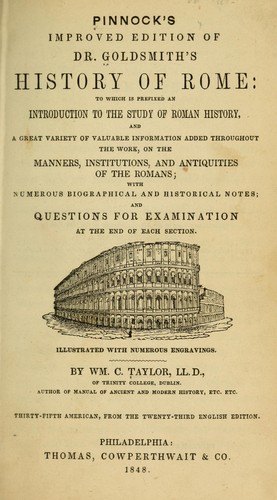 PINNOCK'S
IMPROVED EDITION OF
DR. GOLDSMITH'S
HISTORY OF ROME:
TO WHICH IS PREFIXED AN
INTRODUCTION TO THE STUDY OF ROMAN HISTORY,
AND
A GREAT VARIETY OF VALUABLE INFORMATION ADDED THROUGHOUT
THE WORK, ON THE
MANNERS, INSTITUTIONS, AND ANTIQUITIES
OF THE ROMANS;
WITH
NUMEROUS BIOGRAPHICAL AND HISTORICAL NOTES;
AND
QUESTIONS FOR EXAMINATION
AT THE END OF EACH SECTION.
ILLUSTRATED WITH NUMEROUS ENGRAVINGS.
BY WM. C. TAYLOR, LL D.,
OF TRINITY COLLEGE, DUBLIN.
AUTHOR OF MANUAL OF ANCIENT AND MODERN HISTORY, ETC. ETC.
THIRTY-FIFTH AMERICAN, FROM THE TWENTY-THIRD ENGLISH EDITION.
PHILADELPHIA:
THOMAS, COWPERTHWAIT & CO.
1848.